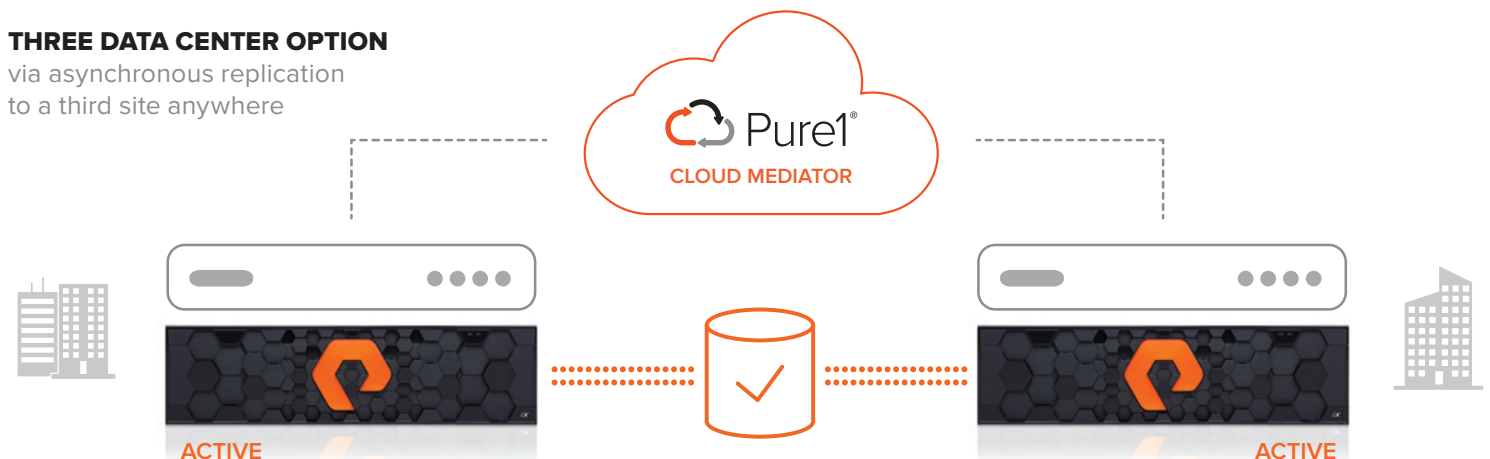 THREE DATA CENTER OPTION
via asynchronous replication
to a third site anywhere
Pure1®
CLOUD MEDIATOR
ACTIVE
ACTIVE